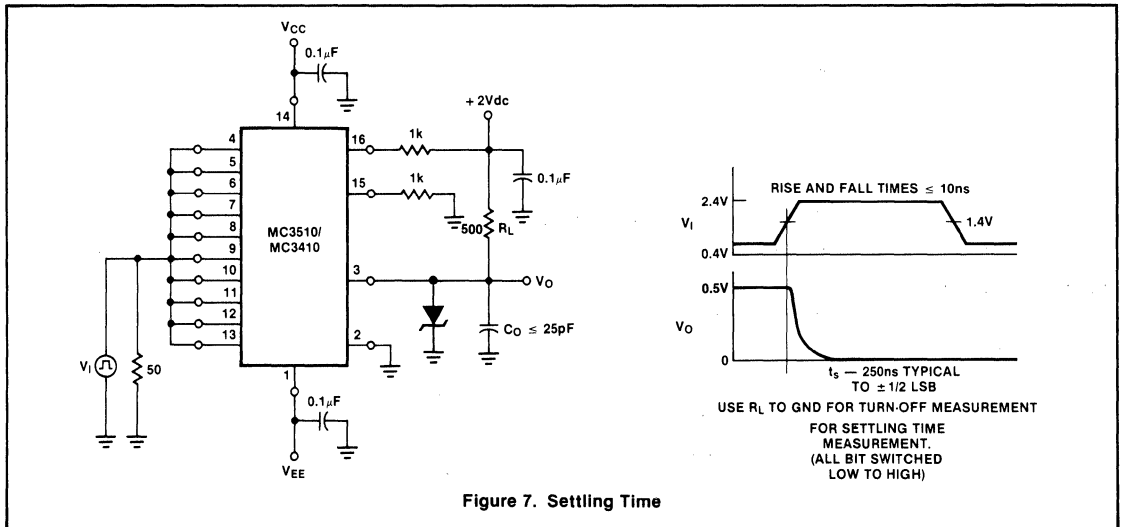 VCC
0.1μF
14
+2Vdc
4
5
6
7
8
9
10
11
12
13
MC3510/
MC3410
16
1k
0.1μF
15
1k
500 RL
3
VO
CO ≤ 25pF
2
VI
50
1
0.1μF
VEE
RISE AND FALL TIMES ≤ 10ns
2.4V
VI
1.4V
0.4V
0.5V
VO
0
ts — 250ns TYPICAL
TO ±1/2 LSB
USE RL TO GND FOR TURN-OFF MEASUREMENT
FOR SETTLING TIME
MEASUREMENT.
(ALL BIT SWITCHED
LOW TO HIGH)
Figure 7. Settling Time